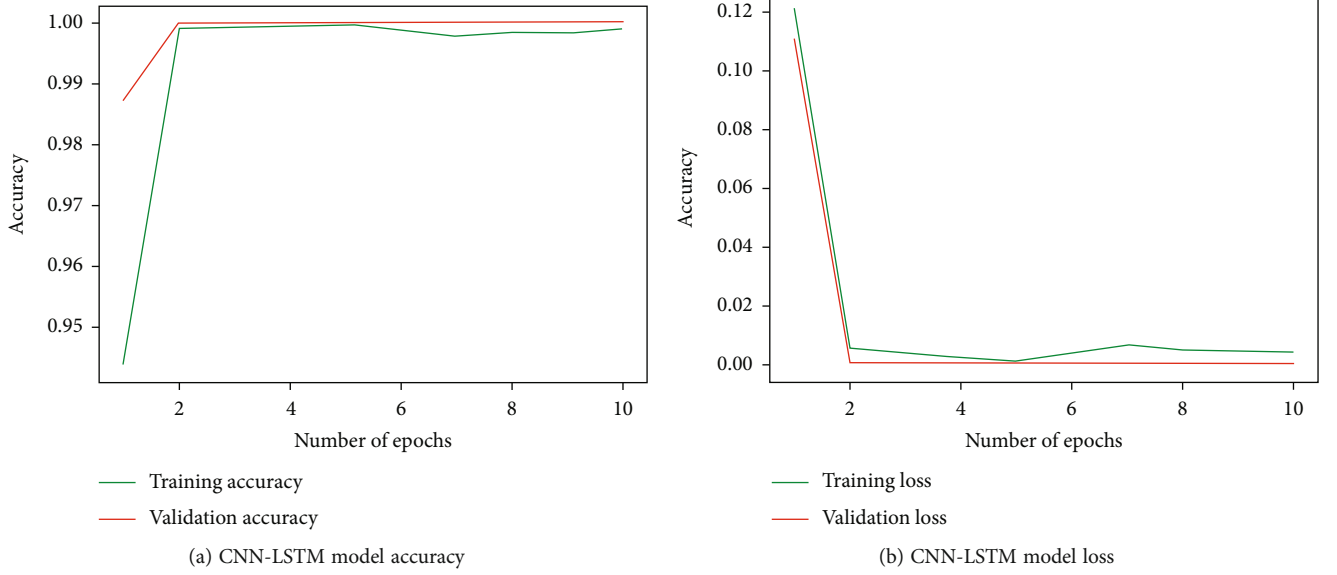 1.00
0.99
0.98
0.97
0.96
0.95
Accuracy
2 4 6 8 10
Number of epochs
Training accuracy
Validation accuracy
(a) CNN-LSTM model accuracy
0.12
0.10
0.08
0.06
0.04
0.02
0.00
Accuracy
2 4 6 8 10
Number of epochs
Training loss
Validation loss
(b) CNN-LSTM model loss